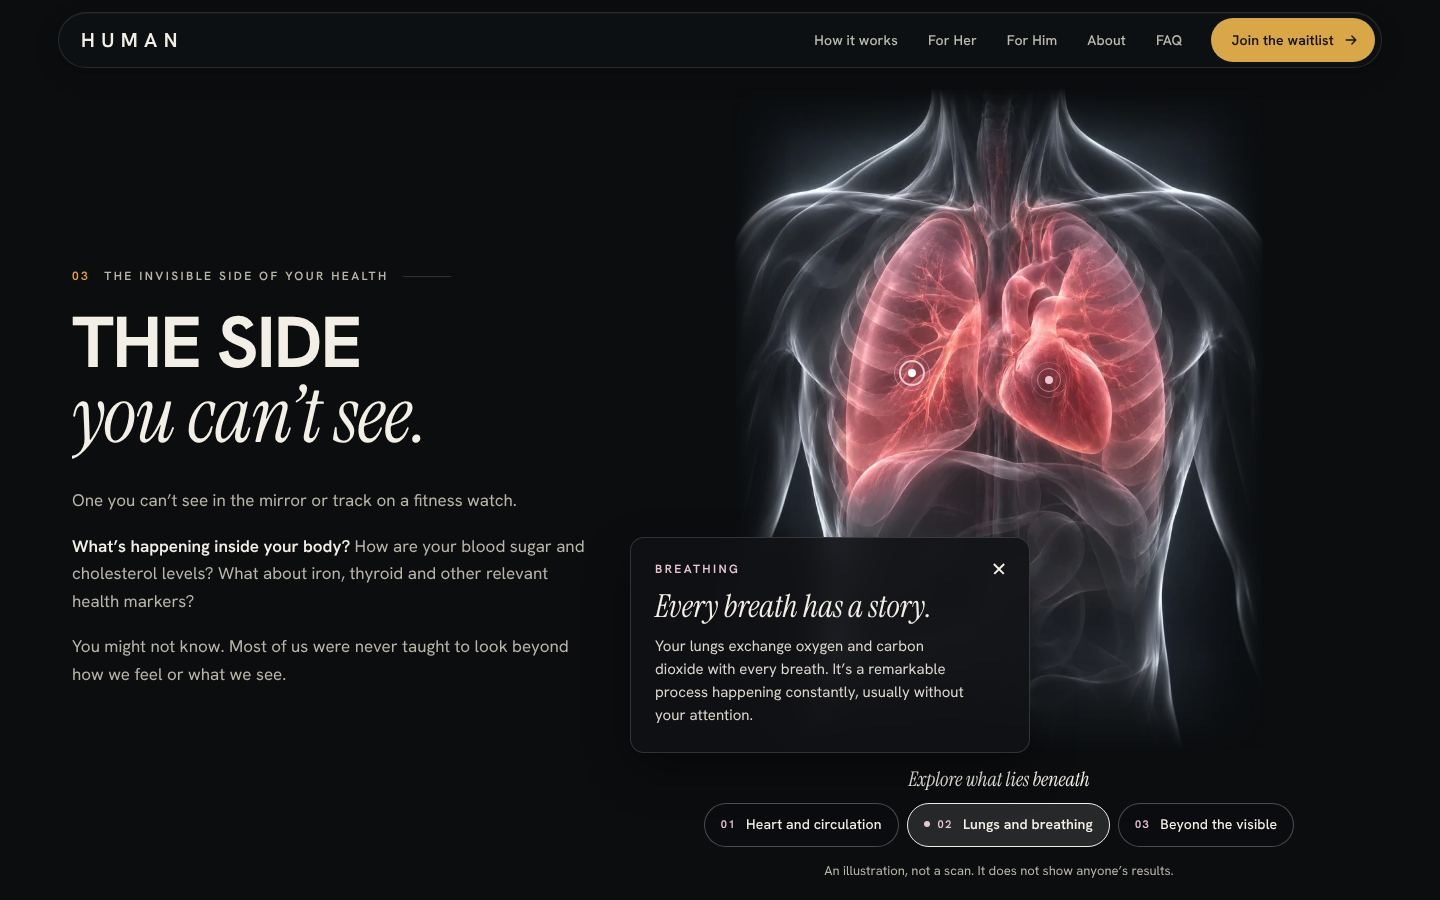 HUMAN
How it works
For Her
For Him
About
FAQ
Join the waitlist →
03 THE INVISIBLE SIDE OF YOUR HEALTH
THE SIDE
you can’t see.
One you can’t see in the mirror or track on a fitness watch.
What’s happening inside your body? How are your blood sugar and
cholesterol levels? What about iron, thyroid and other relevant
health markers?
You might not know. Most of us were never taught to look beyond
how we feel or what we see.
BREATHING
Every breath has a story.
Your lungs exchange oxygen and carbon
dioxide with every breath. It’s a remarkable
process happening constantly, usually without
your attention.
Explore what lies beneath
01 Heart and circulation
02 Lungs and breathing
03 Beyond the visible
An illustration, not a scan. It does not show anyone’s results.